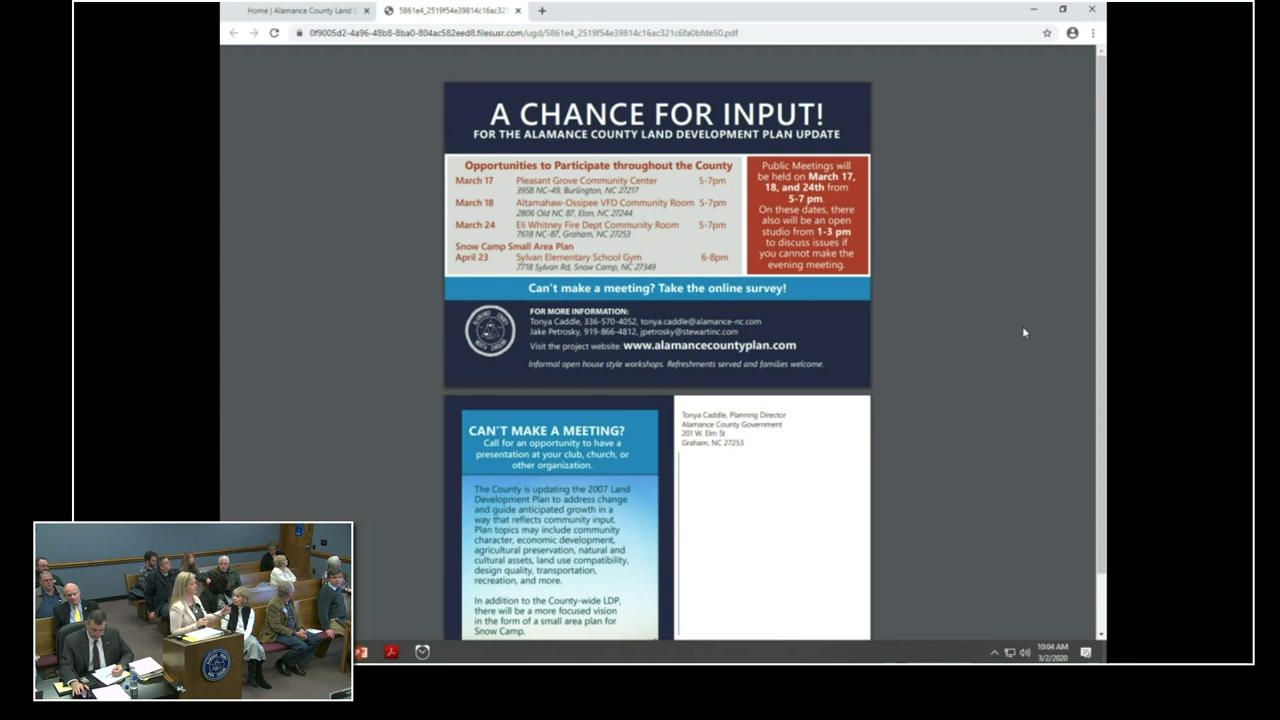 Home | Alamance County Land D
5861e4_2519f54e39814c16ac321
0f9005d2-4a96-48b8-8ba0-804ac582eed8.filesusr.com/ugd/5861e4_2519f54e39814c16ac321c6fa0bfde50.pdf
A CHANCE FOR INPUT!
FOR THE ALAMANCE COUNTY LAND DEVELOPMENT PLAN UPDATE
Opportunities to Participate throughout the County
March 17 Pleasant Grove Community Center 5-7pm
3958 NC-49, Burlington, NC 27217
March 18 Altamahaw-Ossipee VFD Community Room 5-7pm
2806 Old NC 87, Elon, NC 27244
March 24 Eli Whitney Fire Dept Community Room 5-7pm
7618 NC-87, Graham, NC 27253
Snow Camp Small Area Plan
April 23 Sylvan Elementary School Gym 6-8pm
7718 Sylvan Rd, Snow Camp, NC 27349
Public Meetings will
be held on March 17,
18, and 24th from
5-7 pm.
On these dates, there
also will be an open
studio from 1-3 pm
to discuss issues if
you cannot make the
evening meeting.
Can't make a meeting? Take the online survey!
FOR MORE INFORMATION:
Tonya Caddle, 336-570-4052, tonya.caddle@alamance-nc.com
Jake Petrosky, 919-866-4812, jpetrosky@stewartinc.com
Visit the project website: www.alamancecountyplan.com
Informal open house style workshops. Refreshments served and families welcome.
CAN'T MAKE A MEETING?
Call for an opportunity to have a
presentation at your club, church, or
other organization.
The County is updating the 2007 Land
Development Plan to address change
and guide anticipated growth in a
way that reflects community input.
Plan topics may include community
character, economic development,
agricultural preservation, natural and
cultural assets, land use compatibility,
design quality, transportation,
recreation, and more.
In addition to the County-wide LDP,
there will be a more focused vision
in the form of a small area plan for
Snow Camp.
Tonya Caddle, Planning Director
Alamance County Government
201 W. Elm St
Graham, NC 27253
10:04 AM
3/2/2020